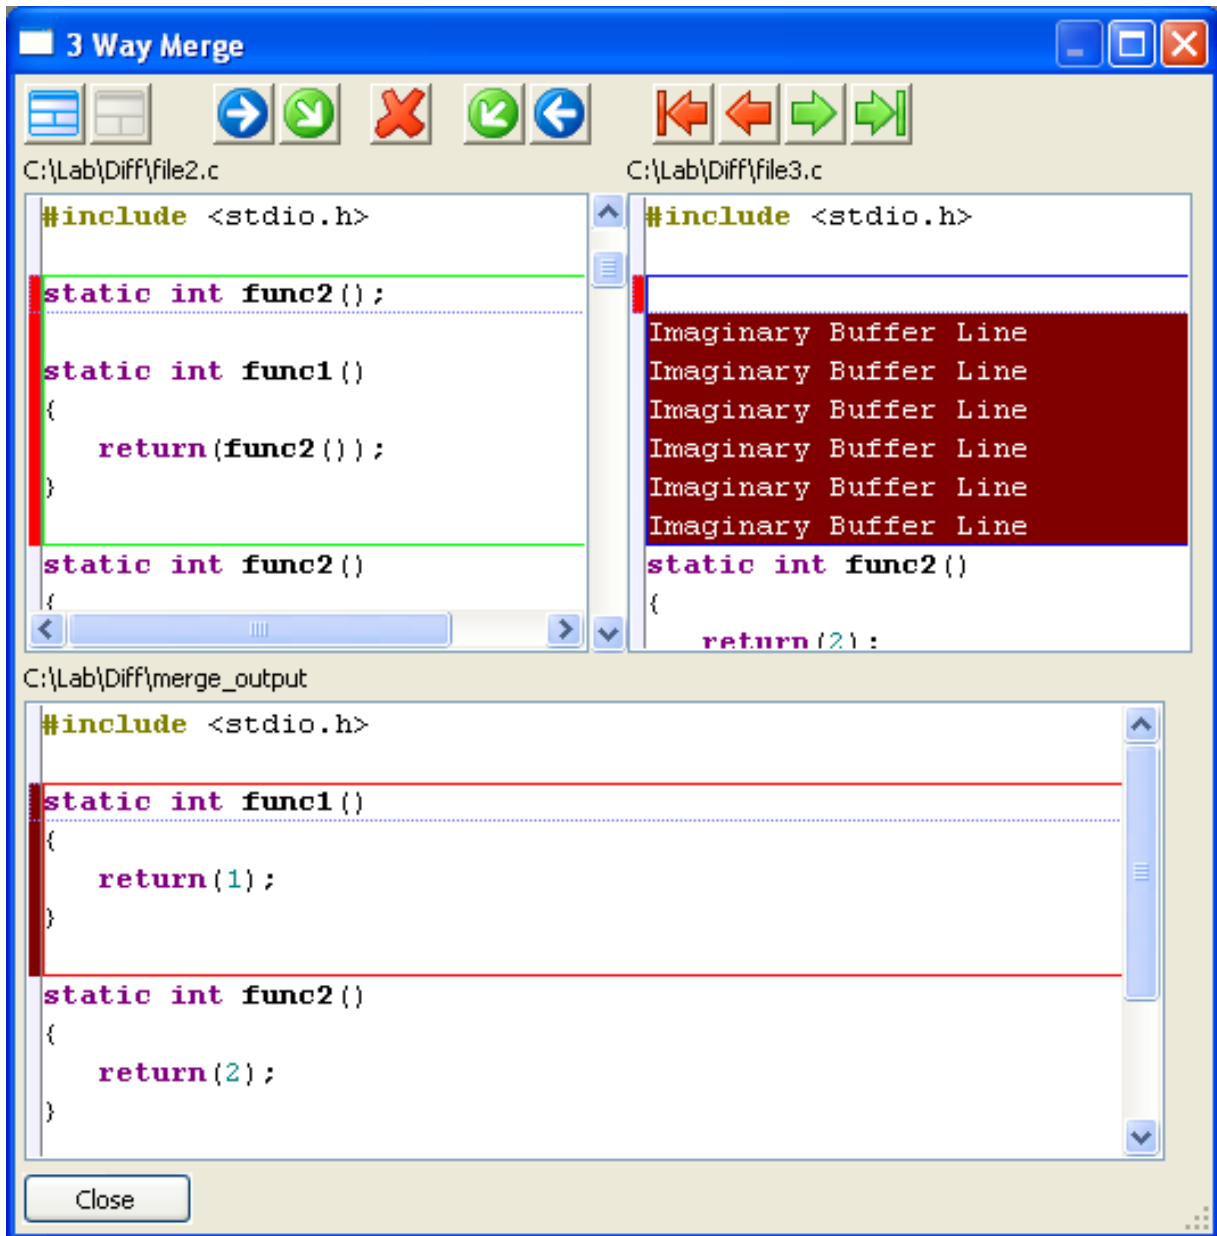 3 Way Merge
C:\Lab\Diff\file2.c
#include <stdio.h>
static int func2();
static int func1()
{
   return(func2());
}
static int func2()
{
C:\Lab\Diff\file3.c
#include <stdio.h>
Imaginary Buffer Line
Imaginary Buffer Line
Imaginary Buffer Line
Imaginary Buffer Line
Imaginary Buffer Line
Imaginary Buffer Line
static int func2()
{
   return(2);
C:\Lab\Diff\merge_output
#include <stdio.h>
static int func1()
{
   return(1);
}
static int func2()
{
   return(2);
}
Close